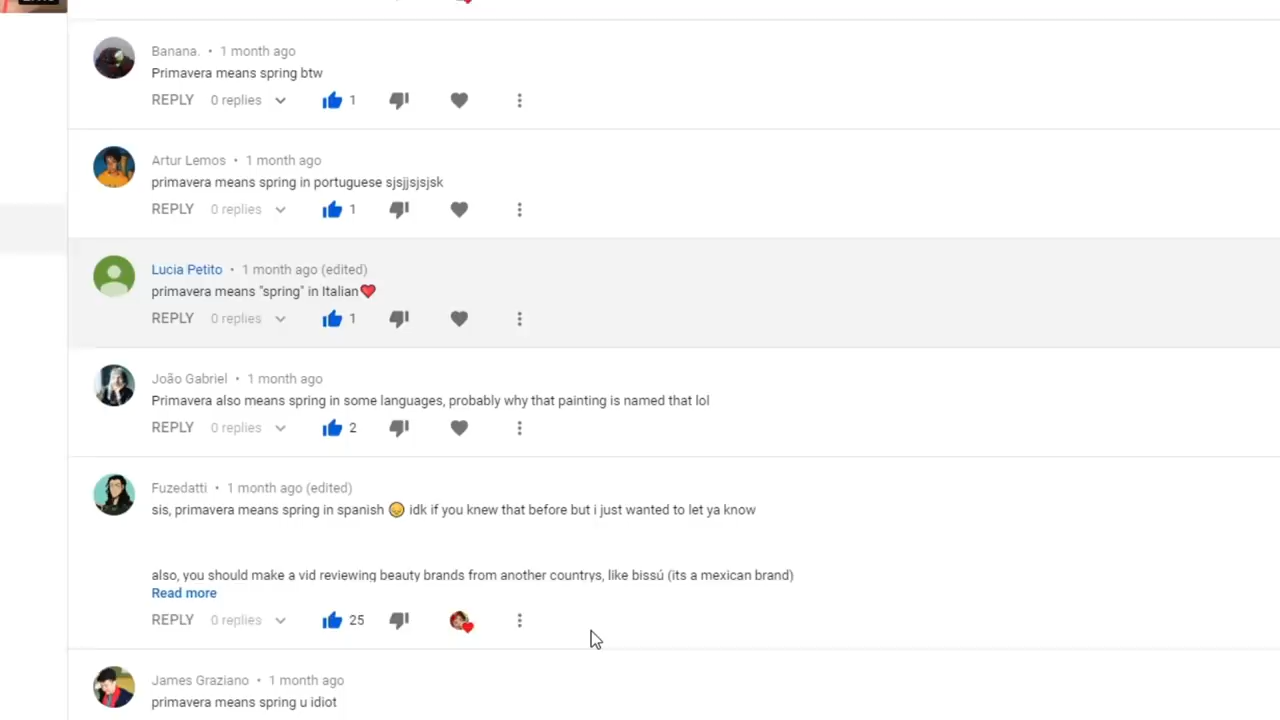 Banana. • 1 month ago
Primavera means spring btw
REPLY 0 replies 1
Artur Lemos • 1 month ago
primavera means spring in portuguese sjsjjsjsjsk
REPLY 0 replies 1
Lucia Petito • 1 month ago (edited)
primavera means "spring" in Italian❤️
REPLY 0 replies 1
João Gabriel • 1 month ago
Primavera also means spring in some languages, probably why that painting is named that lol
REPLY 0 replies 2
Fuzedatti • 1 month ago (edited)
sis, primavera means spring in spanish 😔 idk if you knew that before but i just wanted to let ya know
also, you should make a vid reviewing beauty brands from another countrys, like bissú (its a mexican brand)
Read more
REPLY 0 replies 25
James Graziano • 1 month ago
primavera means spring u idiot